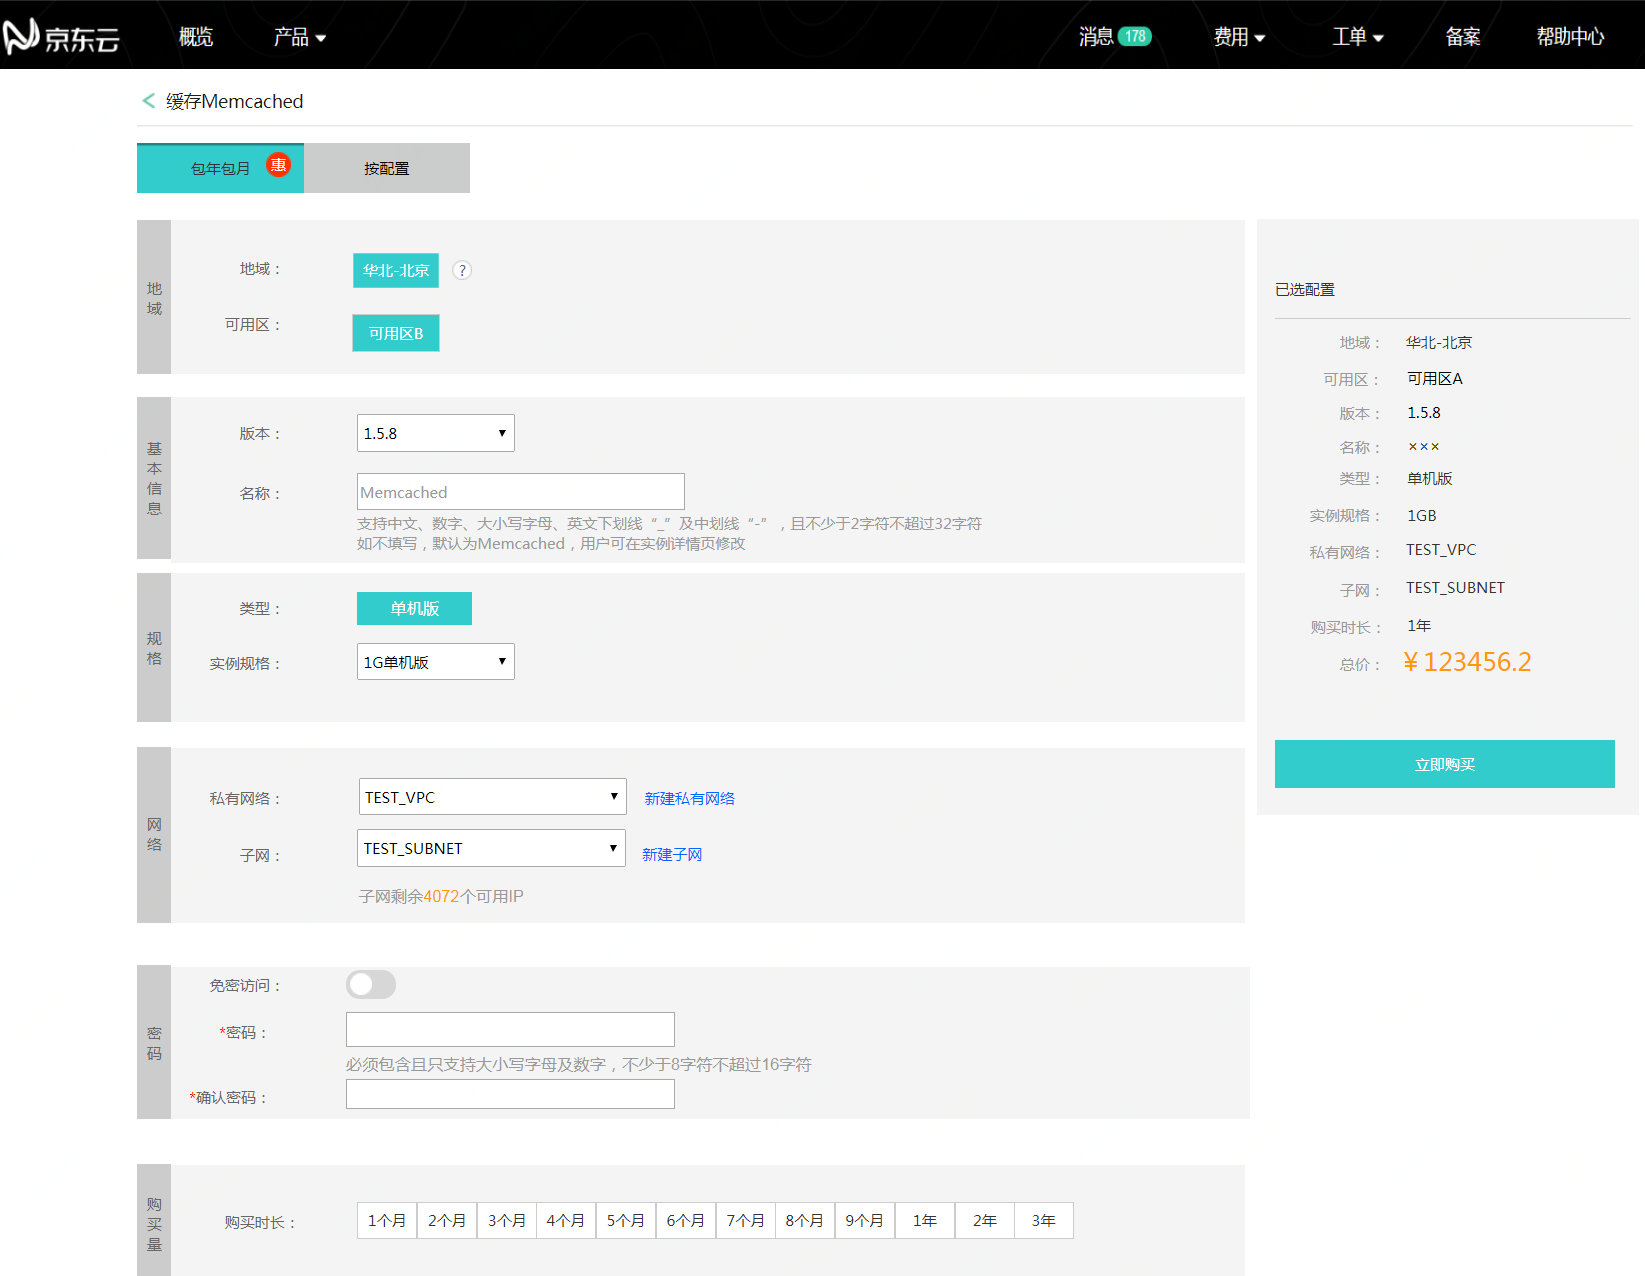 京东云 概览 产品 消息 178 费用 工单 备案 帮助中心
< 缓存Memcached
包年包月 惠 按配置
地域
地域： 华北-北京 ?
可用区： 可用区B
基本信息
版本： 1.5.8
名称： Memcached
支持中文、数字、大小写字母、英文下划线“_”及中划线“-”，且不少于2字符不超过32字符
如不填写，默认为Memcached，用户可在实例详情页修改
规格
类型： 单机版
实例规格： 1G单机版
网络
私有网络： TEST_VPC 新建私有网络
子网： TEST_SUBNET 新建子网
子网剩余4072个可用IP
密码
免密访问：
*密码：
必须包含且只支持大小写字母及数字，不少于8字符不超过16字符
*确认密码：
购买量
购买时长： 1个月 2个月 3个月 4个月 5个月 6个月 7个月 8个月 9个月 1年 2年 3年
已选配置
地域： 华北-北京
可用区： 可用区A
版本： 1.5.8
名称： ×××
类型： 单机版
实例规格： 1GB
私有网络： TEST_VPC
子网： TEST_SUBNET
购买时长： 1年
总价： ¥123456.2
立即购买